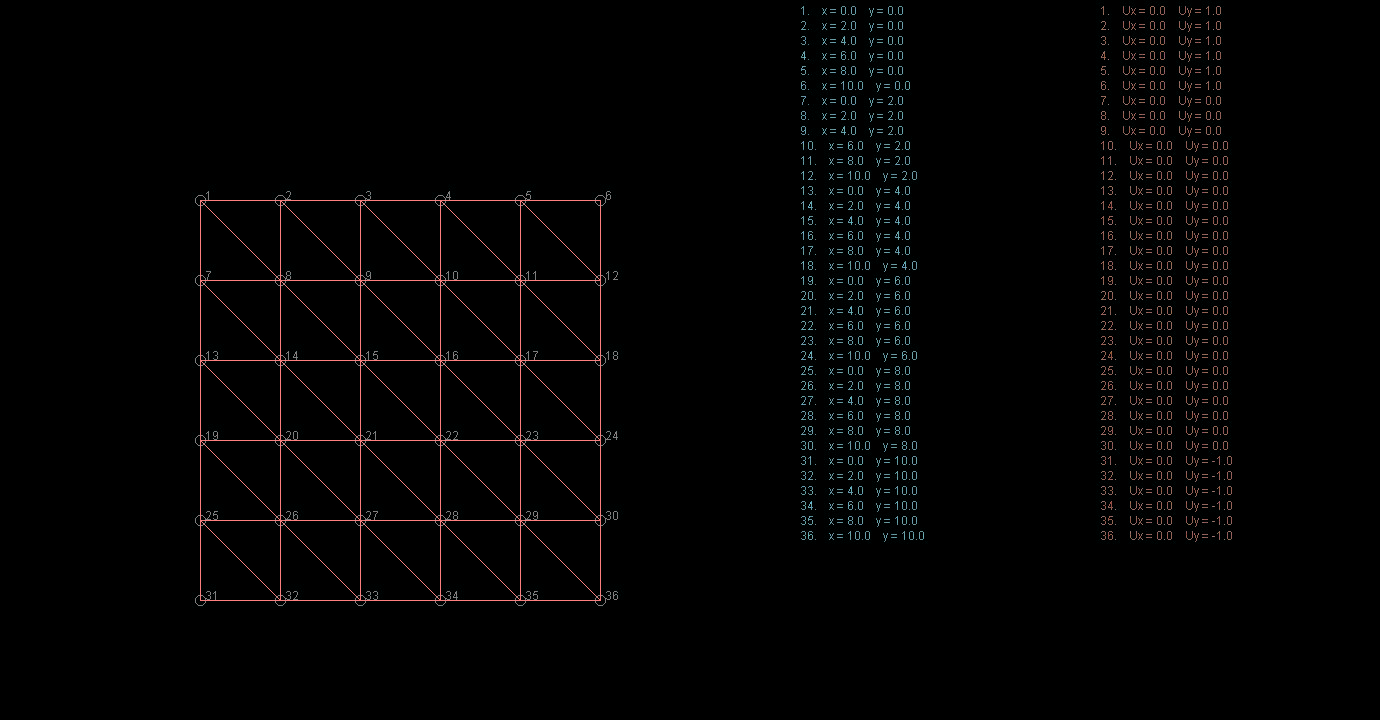 1. x = 0.0 y = 0.0
2. x = 2.0 y = 0.0
3. x = 4.0 y = 0.0
4. x = 6.0 y = 0.0
5. x = 8.0 y = 0.0
6. x = 10.0 y = 0.0
7. x = 0.0 y = 2.0
8. x = 2.0 y = 2.0
9. x = 4.0 y = 2.0
10. x = 6.0 y = 2.0
11. x = 8.0 y = 2.0
12. x = 10.0 y = 2.0
13. x = 0.0 y = 4.0
14. x = 2.0 y = 4.0
15. x = 4.0 y = 4.0
16. x = 6.0 y = 4.0
17. x = 8.0 y = 4.0
18. x = 10.0 y = 4.0
19. x = 0.0 y = 6.0
20. x = 2.0 y = 6.0
21. x = 4.0 y = 6.0
22. x = 6.0 y = 6.0
23. x = 8.0 y = 6.0
24. x = 10.0 y = 6.0
25. x = 0.0 y = 8.0
26. x = 2.0 y = 8.0
27. x = 4.0 y = 8.0
28. x = 6.0 y = 8.0
29. x = 8.0 y = 8.0
30. x = 10.0 y = 8.0
31. x = 0.0 y = 10.0
32. x = 2.0 y = 10.0
33. x = 4.0 y = 10.0
34. x = 6.0 y = 10.0
35. x = 8.0 y = 10.0
36. x = 10.0 y = 10.0
1. Ux = 0.0 Uy = 1.0
2. Ux = 0.0 Uy = 1.0
3. Ux = 0.0 Uy = 1.0
4. Ux = 0.0 Uy = 1.0
5. Ux = 0.0 Uy = 1.0
6. Ux = 0.0 Uy = 1.0
7. Ux = 0.0 Uy = 0.0
8. Ux = 0.0 Uy = 0.0
9. Ux = 0.0 Uy = 0.0
10. Ux = 0.0 Uy = 0.0
11. Ux = 0.0 Uy = 0.0
12. Ux = 0.0 Uy = 0.0
13. Ux = 0.0 Uy = 0.0
14. Ux = 0.0 Uy = 0.0
15. Ux = 0.0 Uy = 0.0
16. Ux = 0.0 Uy = 0.0
17. Ux = 0.0 Uy = 0.0
18. Ux = 0.0 Uy = 0.0
19. Ux = 0.0 Uy = 0.0
20. Ux = 0.0 Uy = 0.0
21. Ux = 0.0 Uy = 0.0
22. Ux = 0.0 Uy = 0.0
23. Ux = 0.0 Uy = 0.0
24. Ux = 0.0 Uy = 0.0
25. Ux = 0.0 Uy = 0.0
26. Ux = 0.0 Uy = 0.0
27. Ux = 0.0 Uy = 0.0
28. Ux = 0.0 Uy = 0.0
29. Ux = 0.0 Uy = 0.0
30. Ux = 0.0 Uy = 0.0
31. Ux = 0.0 Uy = -1.0
32. Ux = 0.0 Uy = -1.0
33. Ux = 0.0 Uy = -1.0
34. Ux = 0.0 Uy = -1.0
35. Ux = 0.0 Uy = -1.0
36. Ux = 0.0 Uy = -1.0
1 2 3 4 5 6
7 8 9 10 11 12
13 14 15 16 17 18
19 20 21 22 23 24
25 26 27 28 29 30
31 32 33 34 35 36